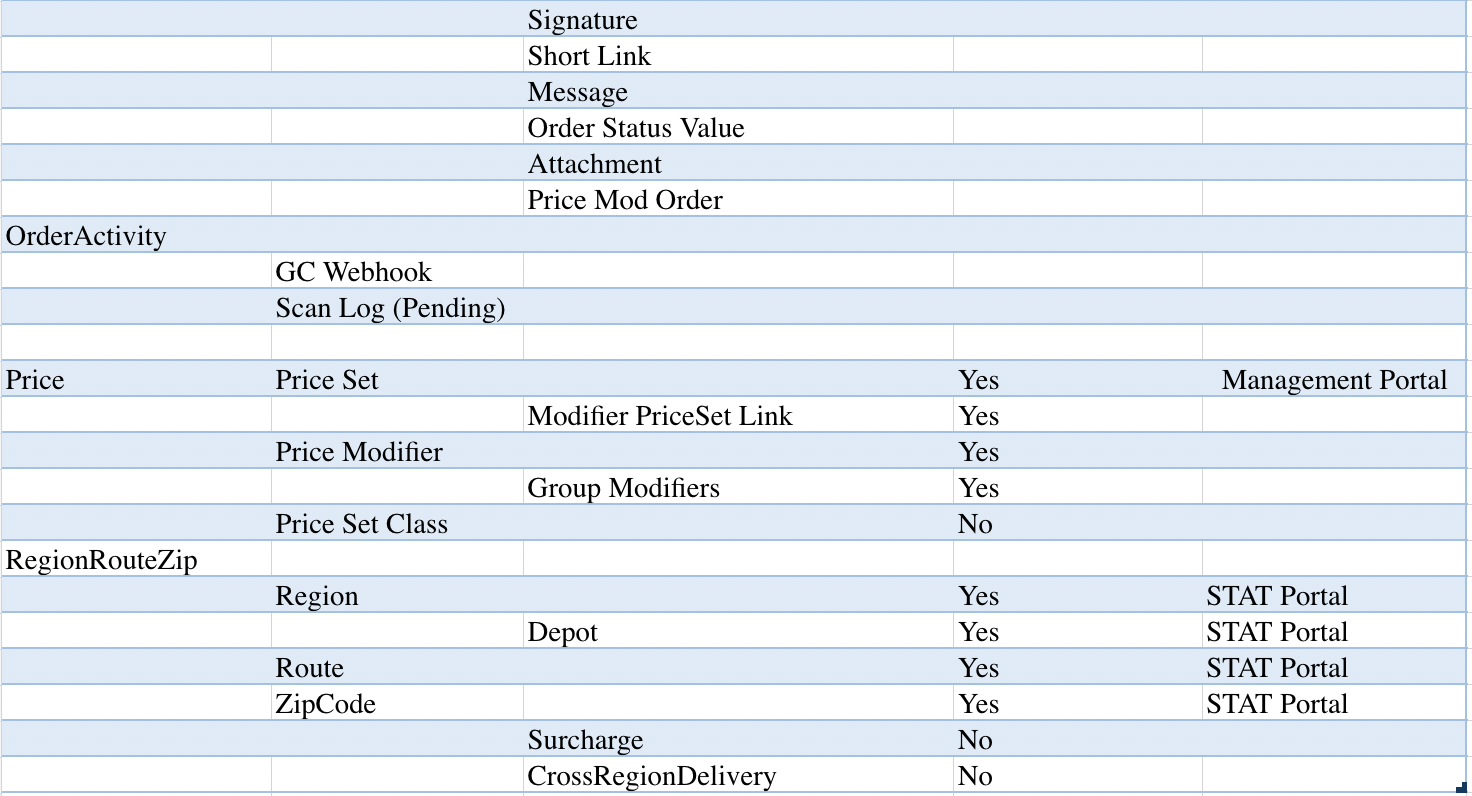 Signature
Short Link
Message
Order Status Value
Attachment
Price Mod Order
OrderActivity
GC Webhook
Scan Log (Pending)
Price Price Set Yes Management Portal
Modifier PriceSet Link Yes
Price Modifier Yes
Group Modifiers Yes
Price Set Class No
RegionRouteZip
Region Yes STAT Portal
Depot Yes STAT Portal
Route Yes STAT Portal
ZipCode Yes STAT Portal
Surcharge No
CrossRegionDelivery No